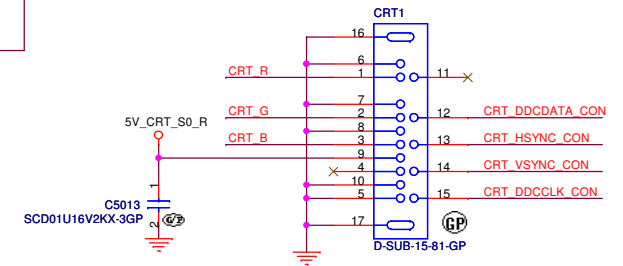 CRT1
16
6
CRT_R
1
11
7
CRT_G
2
12
CRT_DDCDATA_CON
5V_CRT_S0_R
8
CRT_B
3
13
CRT_HSYNC_CON
9
4
14
CRT_VSYNC_CON
10
1
5
15
CRT_DDCCLK_CON
C5013
SCD01U16V2KX-3GP
2
17
GP
D-SUB-15-81-GP